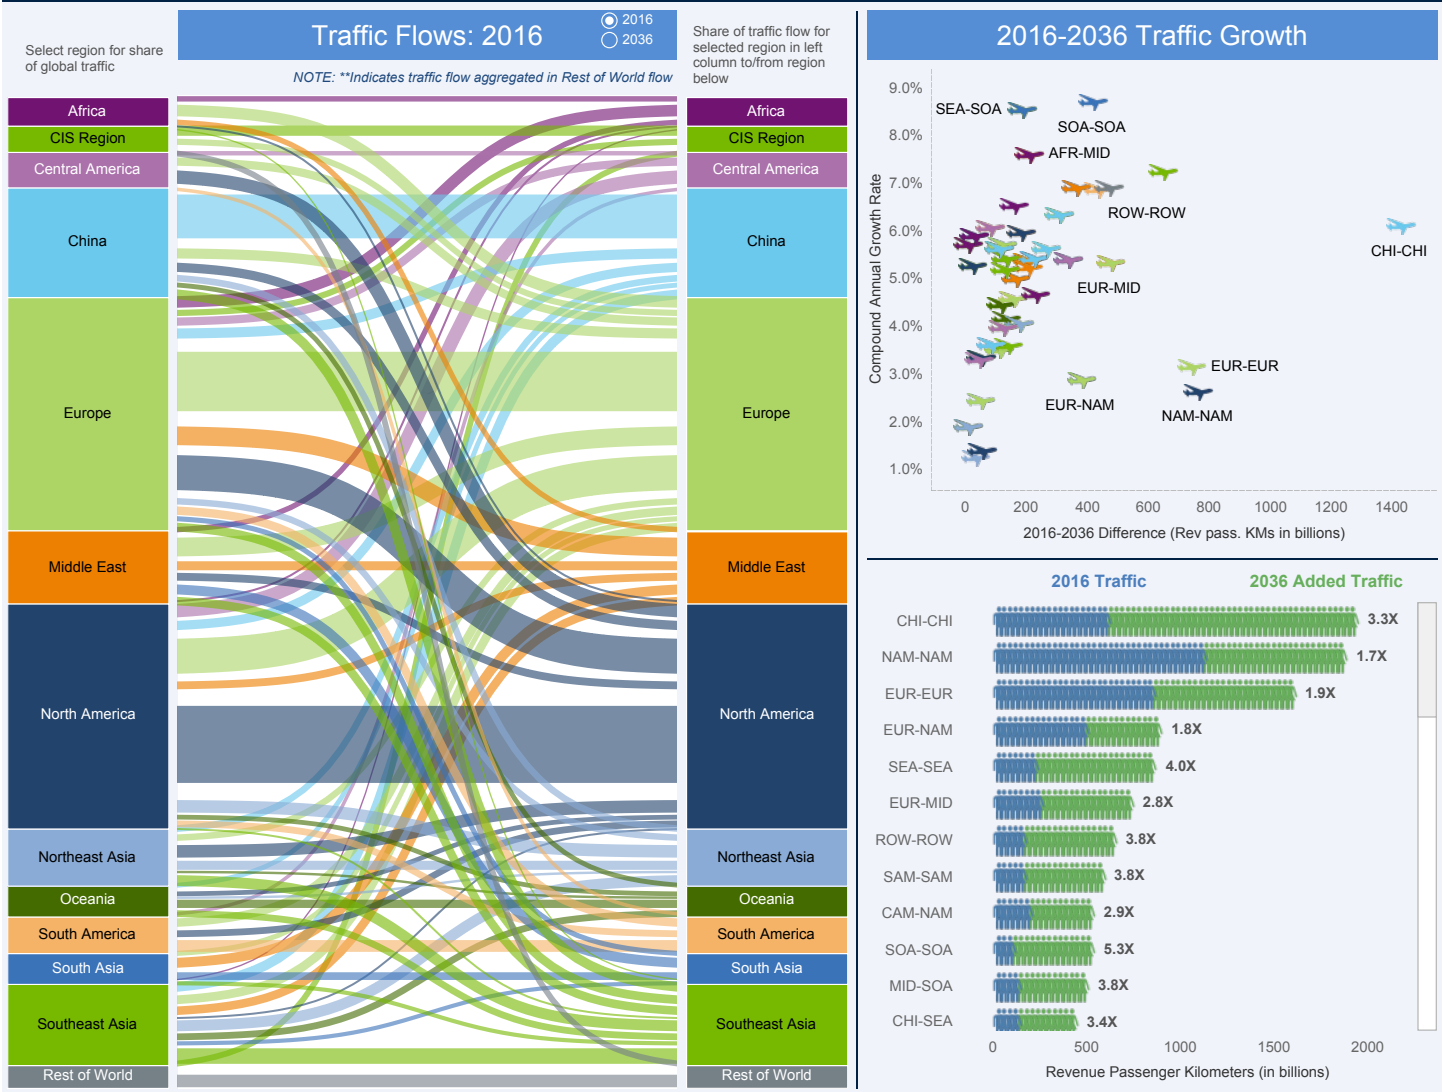 Select region for share
of global traffic
Traffic Flows: 2016
2016
2036
NOTE: **Indicates traffic flow aggregated in Rest of World flow
Share of traffic flow for
selected region in left
column to/from region
below
Africa
CIS Region
Central America
China
Europe
Middle East
North America
Northeast Asia
Oceania
South America
South Asia
Southeast Asia
Rest of World
Africa
CIS Region
Central America
China
Europe
Middle East
North America
Northeast Asia
Oceania
South America
South Asia
Southeast Asia
Rest of World
2016-2036 Traffic Growth
Compound Annual Growth Rate
9.0%
8.0%
7.0%
6.0%
5.0%
4.0%
3.0%
2.0%
1.0%
SEA-SOA
SOA-SOA
AFR-MID
ROW-ROW
CHI-CHI
EUR-MID
EUR-EUR
EUR-NAM
NAM-NAM
0 200 400 600 800 1000 1200 1400
2016-2036 Difference (Rev pass. KMs in billions)
2016 Traffic 2036 Added Traffic
CHI-CHI 3.3X
NAM-NAM 1.7X
EUR-EUR 1.9X
EUR-NAM 1.8X
SEA-SEA 4.0X
EUR-MID 2.8X
ROW-ROW 3.8X
SAM-SAM 3.8X
CAM-NAM 2.9X
SOA-SOA 5.3X
MID-SOA 3.8X
CHI-SEA 3.4X
0 500 1000 1500 2000
Revenue Passenger Kilometers (in billions)